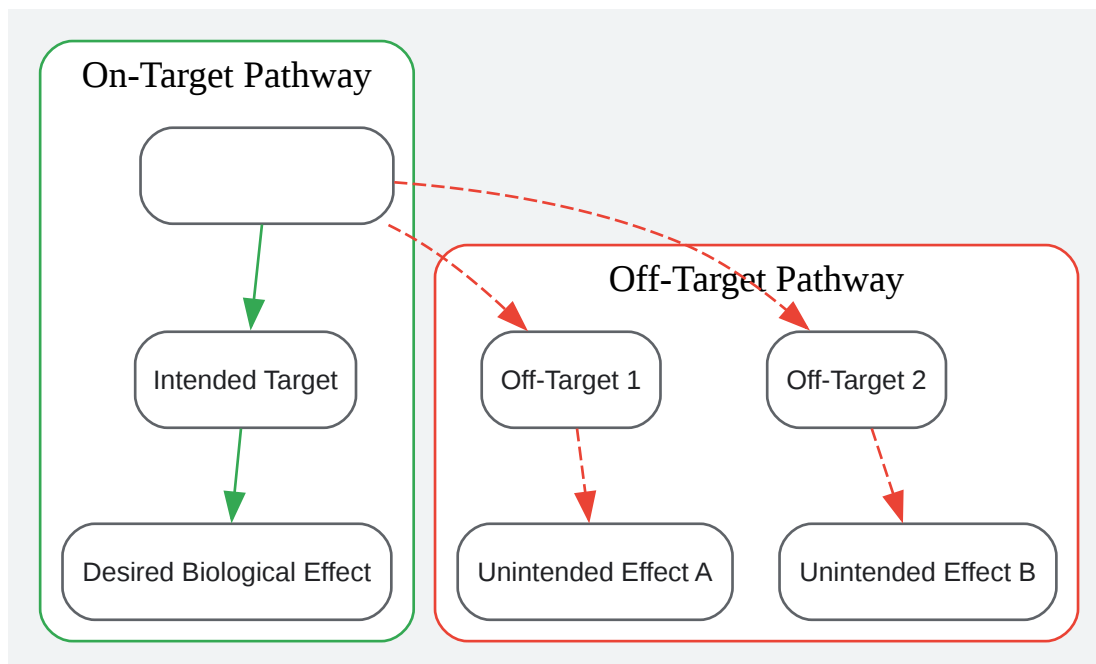 On-Target Pathway
Off-Target Pathway
Intended Target
Off-Target 1
Off-Target 2
Desired Biological Effect
Unintended Effect A
Unintended Effect B